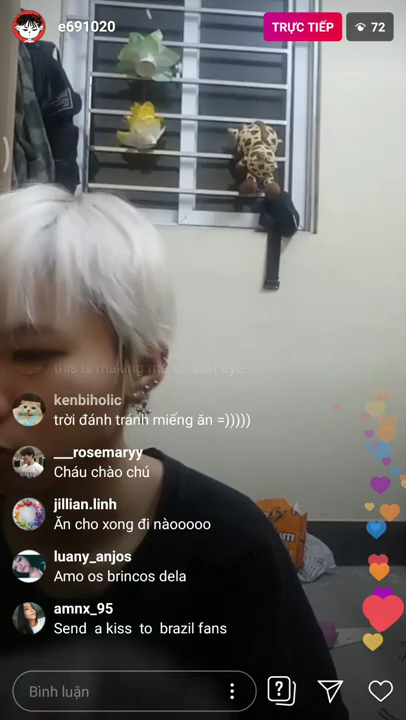 e691020
TRỰC TIẾP
72
this is making me so soft
kenbiholic
trời đánh tránh miếng ăn =)))))
___rosemaryy
Cháu chào chú
jillian.linh
Ăn cho xong đi nàooooo
luany_anjos
Amo os brincos dela
amnx_95
Send a kiss to brazil fans
Bình luận